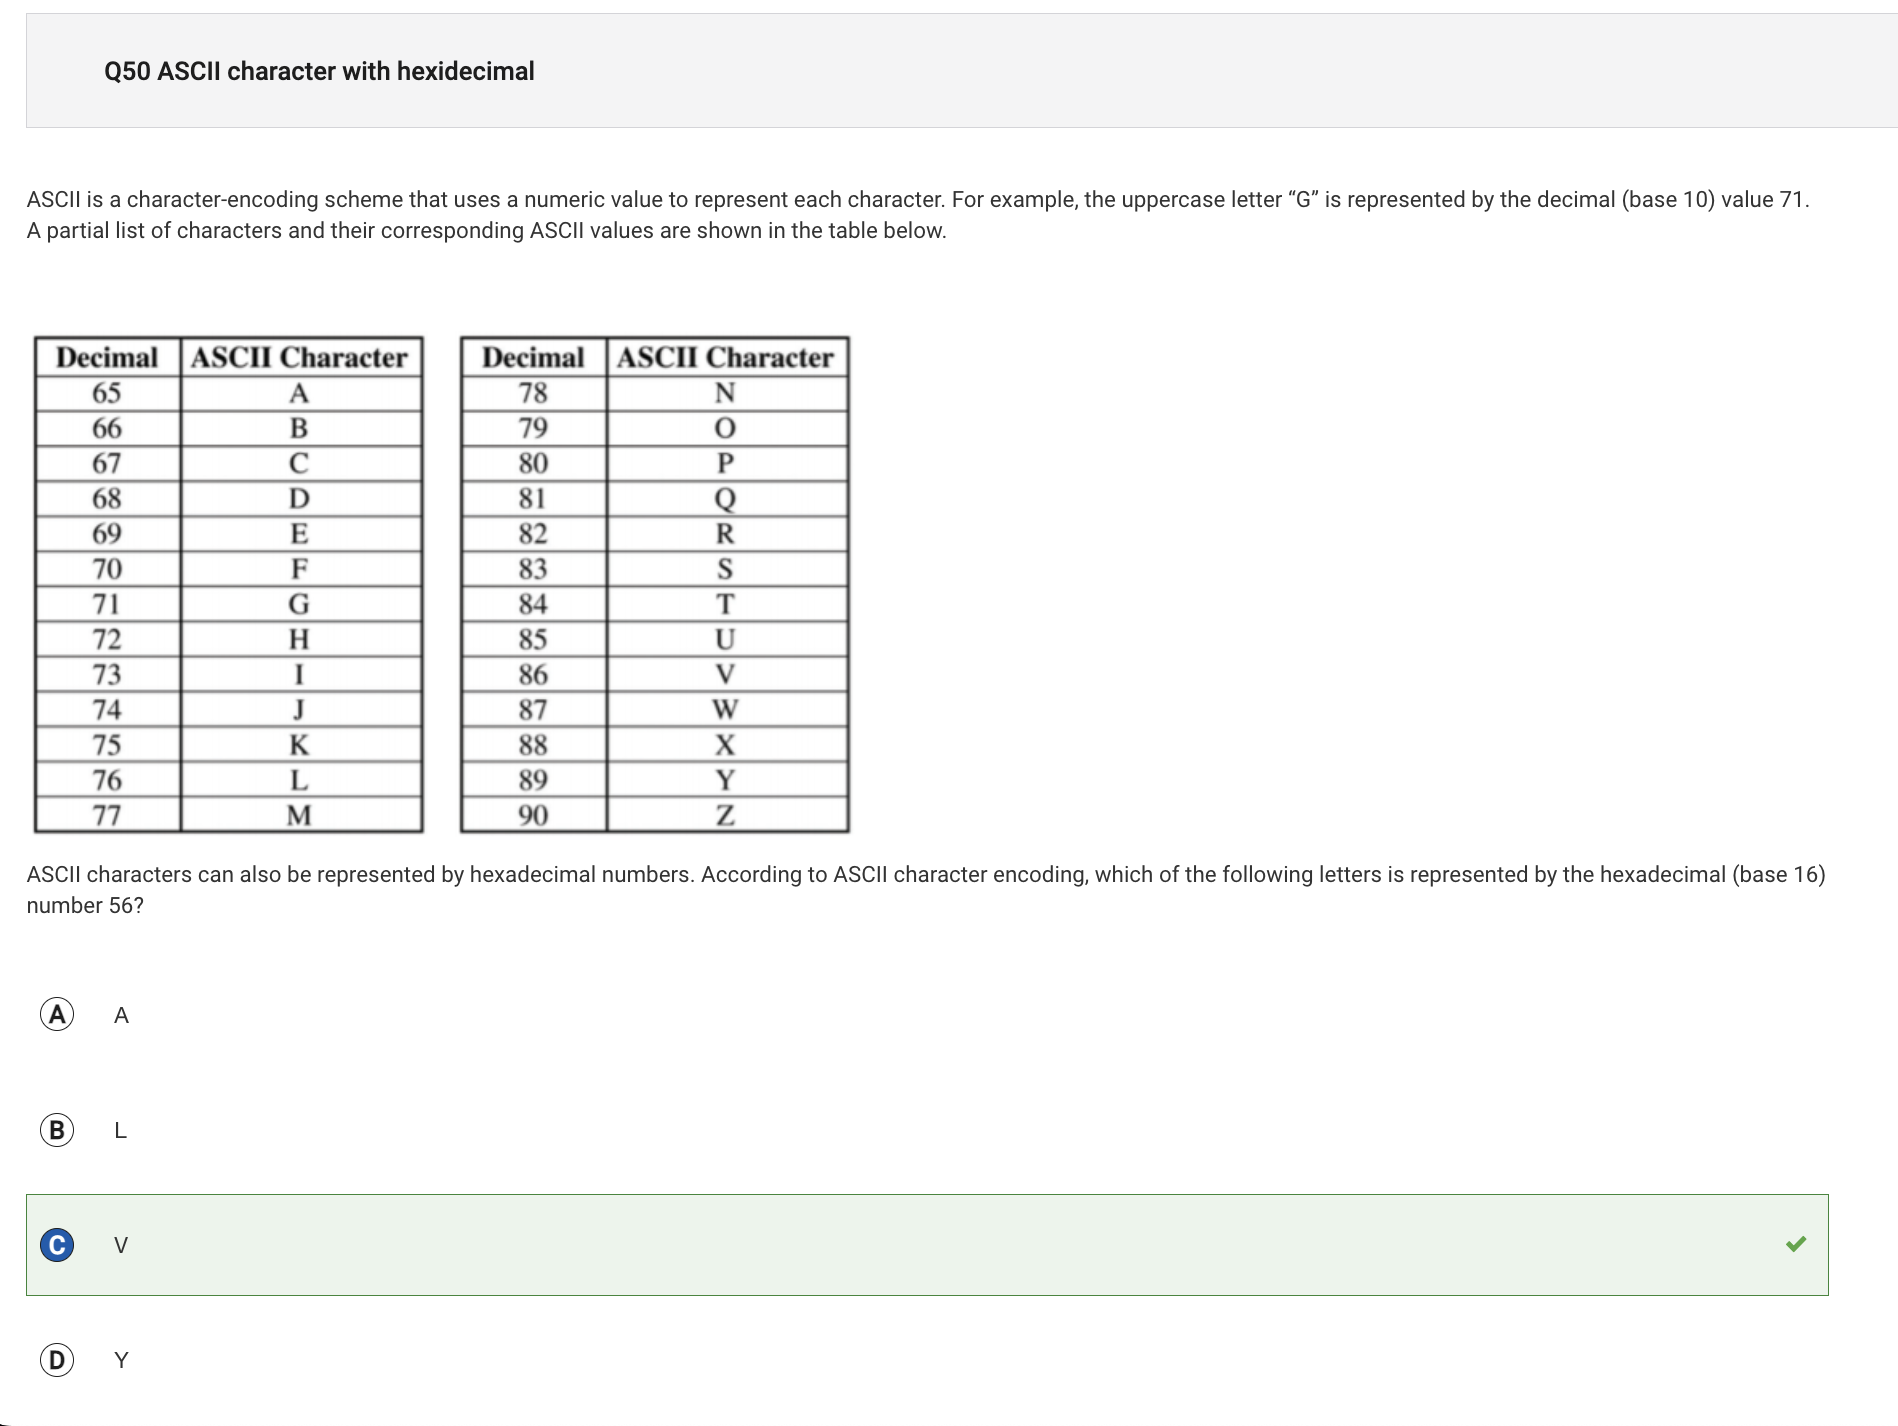 Q50 ASCII character with hexidecimal
ASCII is a character-encoding scheme that uses a numeric value to represent each character. For example, the uppercase letter “G” is represented by the decimal (base 10) value 71.
A partial list of characters and their corresponding ASCII values are shown in the table below.
Decimal ASCII Character Decimal ASCII Character
65 A 78 N
66 B 79 O
67 C 80 P
68 D 81 Q
69 E 82 R
70 F 83 S
71 G 84 T
72 H 85 U
73 I 86 V
74 J 87 W
75 K 88 X
76 L 89 Y
77 M 90 Z
ASCII characters can also be represented by hexadecimal numbers. According to ASCII character encoding, which of the following letters is represented by the hexadecimal (base 16)
number 56?
A A
B L
C V
D Y